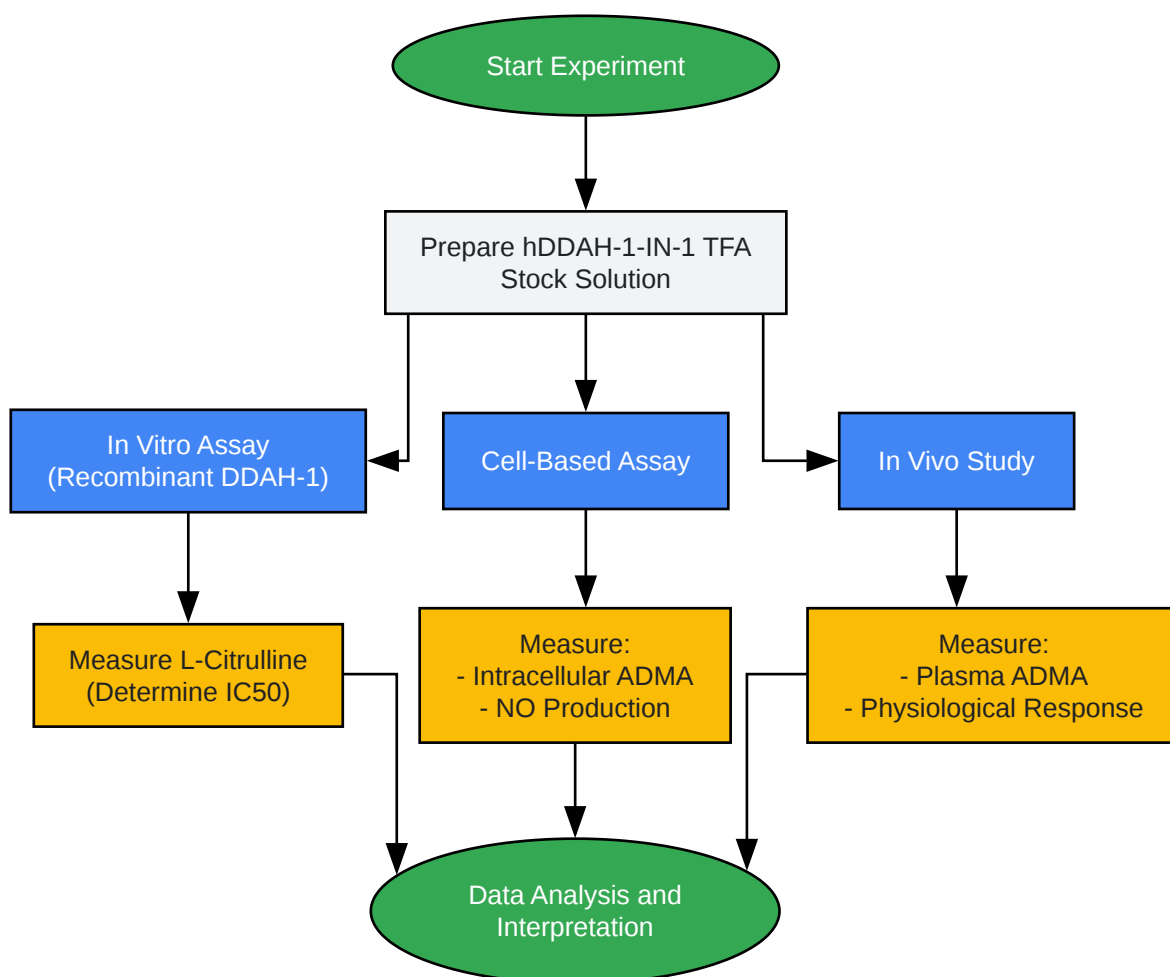 Start Experiment
Prepare hDDAH-1-IN-1 TFA
Stock Solution
In Vitro Assay
(Recombinant DDAH-1)
Cell-Based Assay
In Vivo Study
Measure L-Citrulline
(Determine IC50)
Measure:
- Intracellular ADMA
- NO Production
Measure:
- Plasma ADMA
- Physiological Response
Data Analysis and
Interpretation